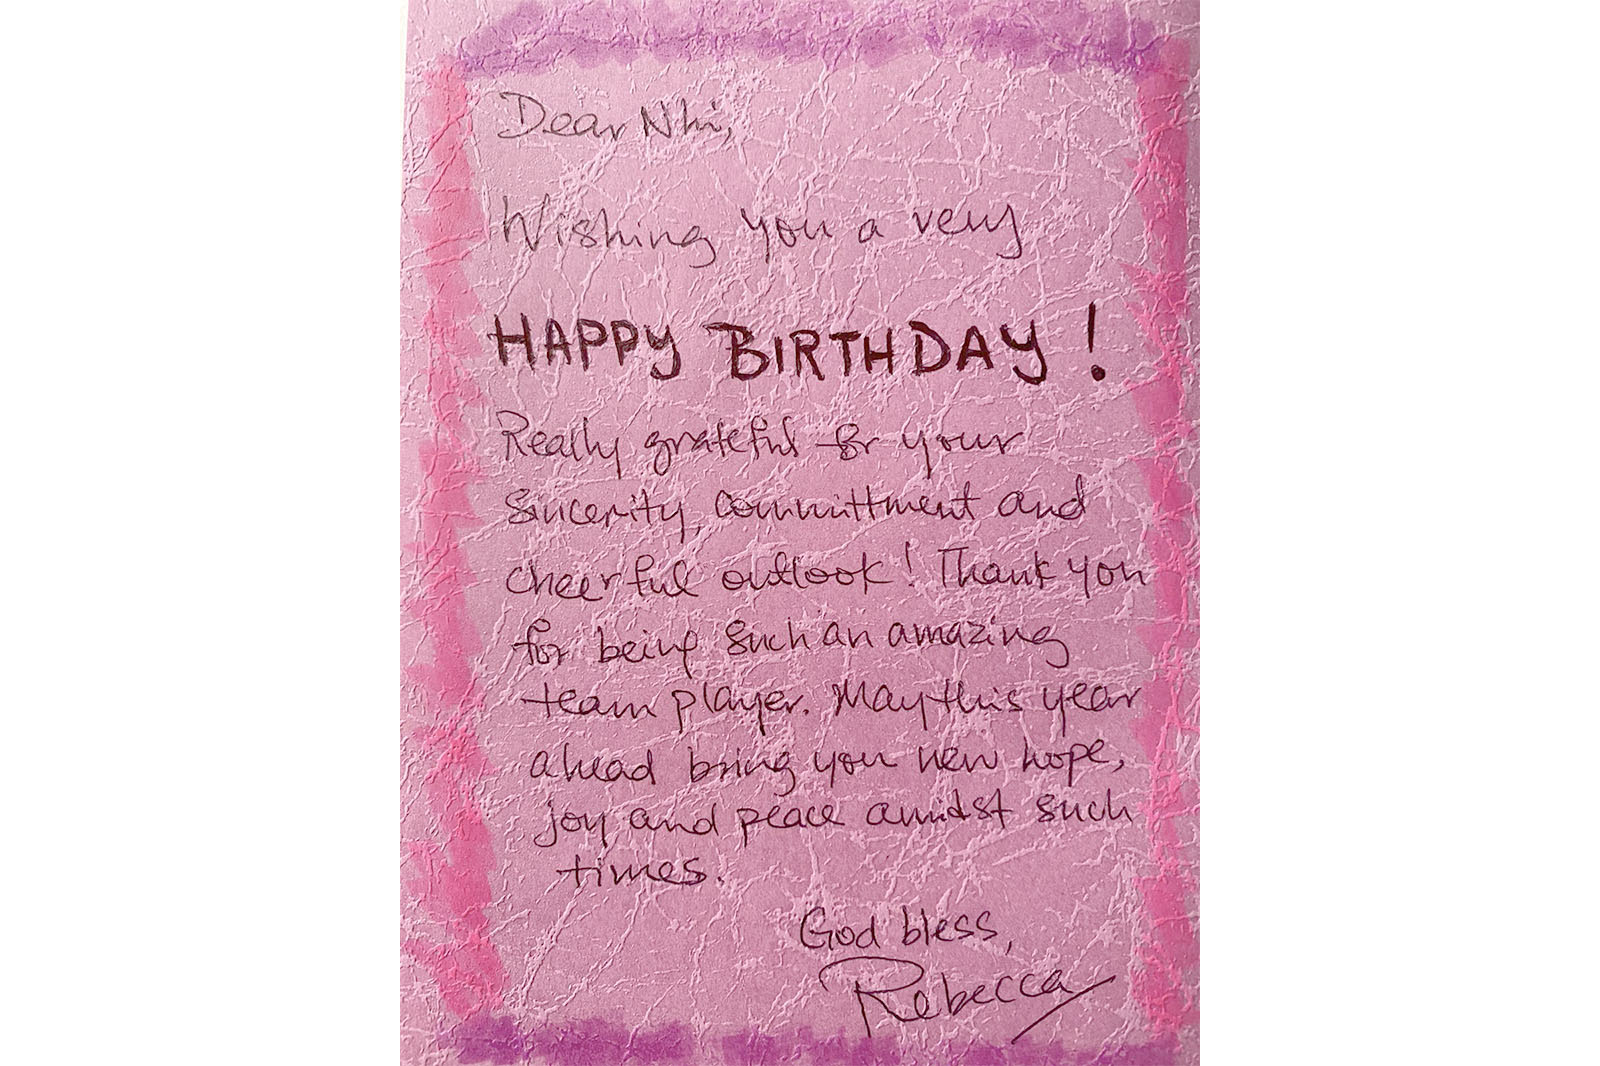 Dear Nhi,
Wishing you a very
HAPPY BIRTHDAY!
Really grateful for your
sincerity, committment and
cheerful outlook! Thank you
for being such an amazing
team player. May this year
ahead bring you new hope,
joy and peace amidst such
times.
God bless,
Rebecca